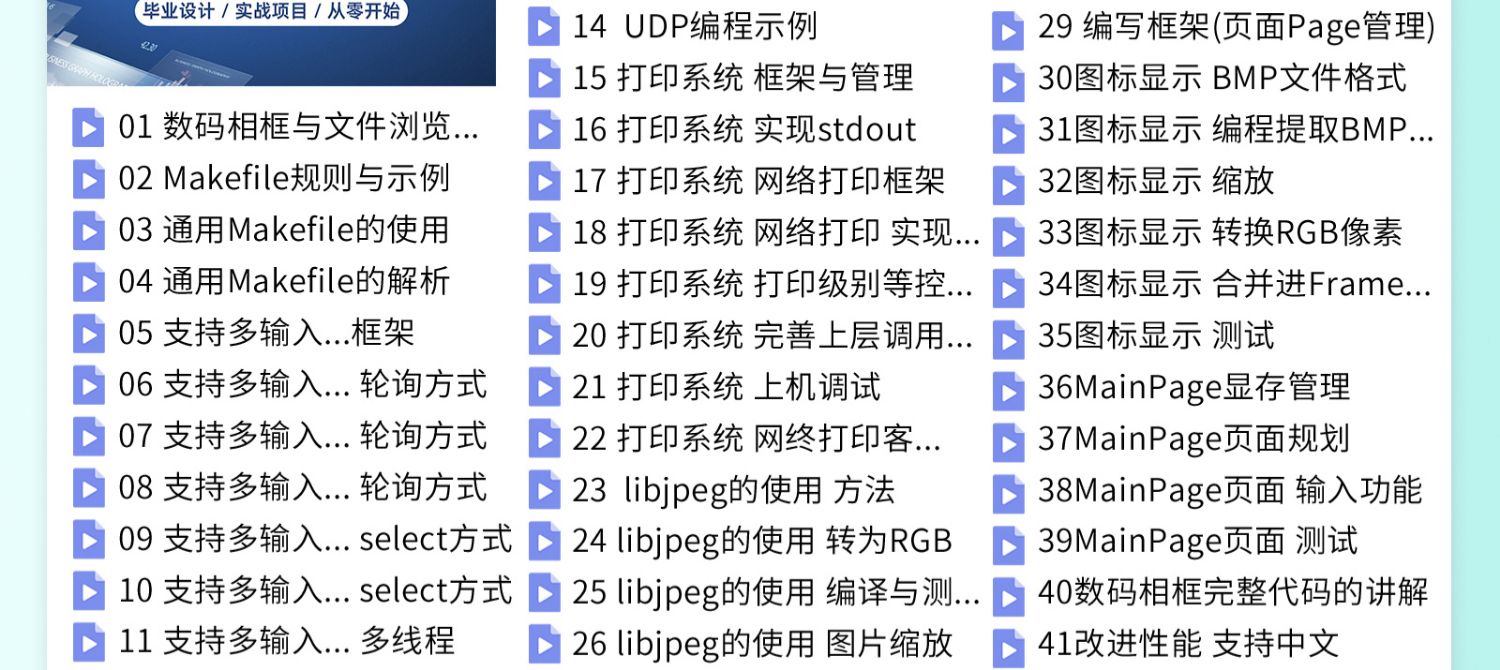 毕业设计 / 实战项目 / 从零开始
01 数码相框与文件浏览...
02 Makefile规则与示例
03 通用Makefile的使用
04 通用Makefile的解析
05 支持多输入...框架
06 支持多输入... 轮询方式
07 支持多输入... 轮询方式
08 支持多输入... 轮询方式
09 支持多输入... select方式
10 支持多输入... select方式
11 支持多输入... 多线程
14 UDP编程示例
15 打印系统 框架与管理
16 打印系统 实现stdout
17 打印系统 网络打印框架
18 打印系统 网络打印 实现...
19 打印系统 打印级别等控...
20 打印系统 完善上层调用...
21 打印系统 上机调试
22 打印系统 网终打印客...
23 libjpeg的使用 方法
24 libjpeg的使用 转为RGB
25 libjpeg的使用 编译与测...
26 libjpeg的使用 图片缩放
29 编写框架(页面Page管理)
30图标显示 BMP文件格式
31图标显示 编程提取BMP...
32图标显示 缩放
33图标显示 转换RGB像素
34图标显示 合并进Frame...
35图标显示 测试
36MainPage显存管理
37MainPage页面规划
38MainPage页面 输入功能
39MainPage页面 测试
40数码相框完整代码的讲解
41改进性能 支持中文